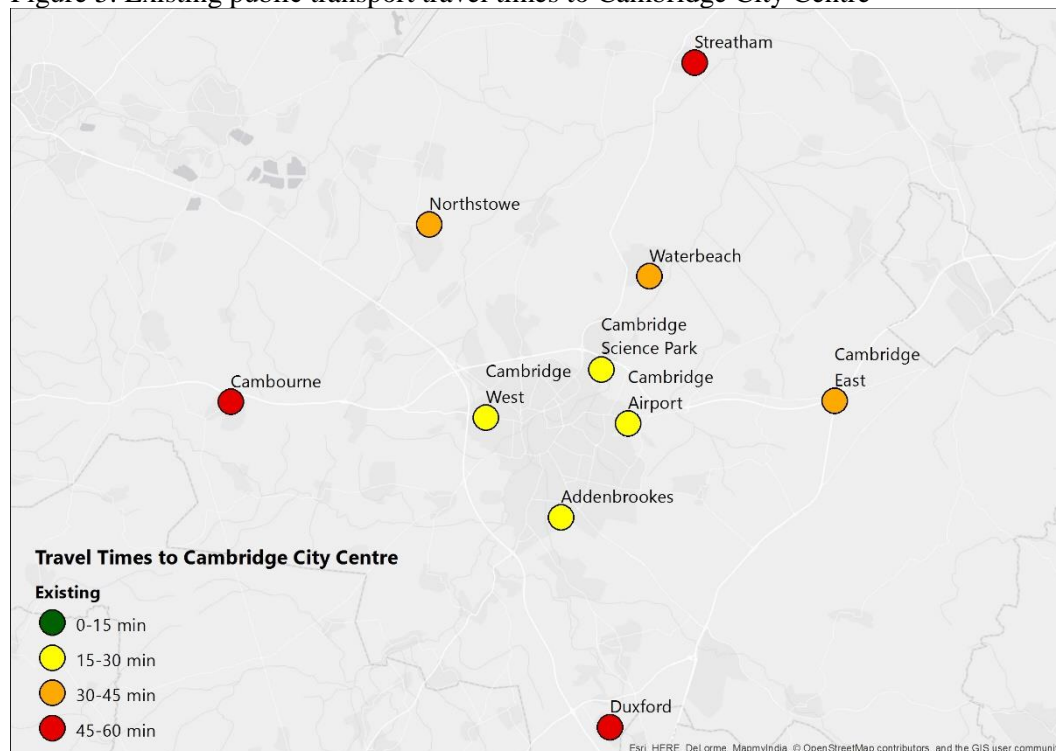 Figure 3: Existing public transport travel times to Cambridge City Centre
Streatham
Northstowe
Waterbeach
Cambridge
Science Park
Cambridge
East
Cambourne
Cambridge
West
Cambridge
Airport
Addenbrookes
Travel Times to Cambridge City Centre
Existing
0-15 min
15-30 min
30-45 min
45-60 min
Duxford
Esri, HERE, DeLorme, MapmyIndia, © OpenStreetMap contributors, and the GIS user